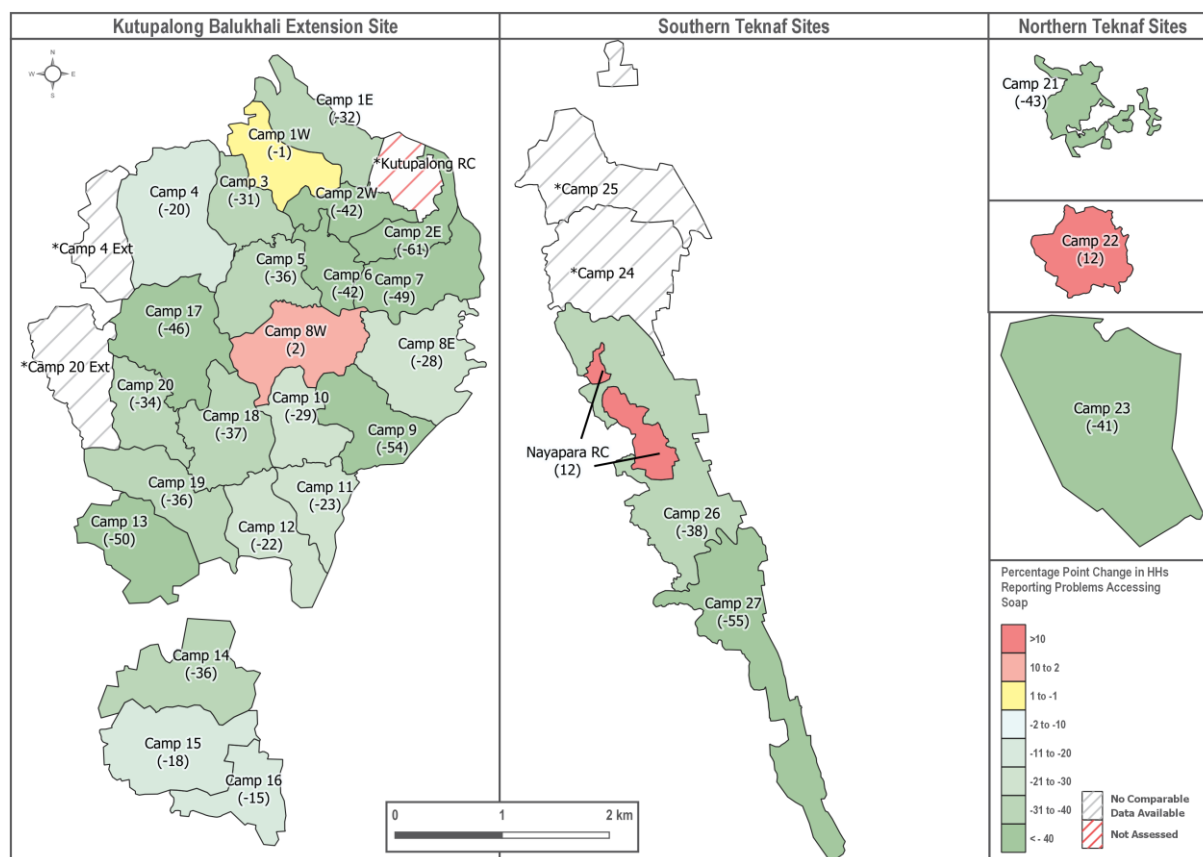 Kutupalong Balukhali Extension Site
Southern Teknaf Sites
Northern Teknaf Sites
N
W
E
S
Camp 1E
(-32)
Camp 1W
(-1)
*Kutupalong RC
Camp 3
(-31)
Camp 4
(-20)
Camp 2W
(-42)
*Camp 4 Ext
Camp 2E
(-61)
Camp 5
(-36)
Camp 6
(-42)
Camp 7
(-49)
Camp 17
(-46)
Camp 8W
(2)
Camp 8E
(-28)
*Camp 20 Ext
Camp 20
(-34)
Camp 10
(-29)
Camp 18
(-37)
Camp 9
(-54)
Camp 19
(-36)
Camp 11
(-23)
Camp 13
(-50)
Camp 12
(-22)
Camp 14
(-36)
Camp 15
(-18)
Camp 16
(-15)
0
1
2 km
*Camp 25
*Camp 24
Nayapara RC
(12)
Camp 26
(-38)
Camp 27
(-55)
Camp 21
(-43)
Camp 22
(12)
Camp 23
(-41)
Percentage Point Change in HHs
Reporting Problems Accessing
Soap
>10
10 to 2
1 to -1
-2 to -10
-11 to -20
-21 to -30
-31 to -40
<- 40
No Comparable
Data Available
Not Assessed